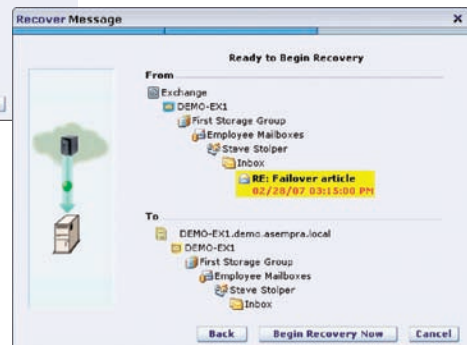 Recover Message
Ready to Begin Recovery
From
Exchange
DEMO-EX1
First Storage Group
Employee Mailboxes
Steve Stolper
Inbox
RE: Failover article
02/28/07 03:15:00 PM
To
DEMO-EX1.demo.asempra.local
DEMO-EX1
First Storage Group
Employee Mailboxes
Steve Stolper
Inbox
Back
Begin Recovery Now
Cancel